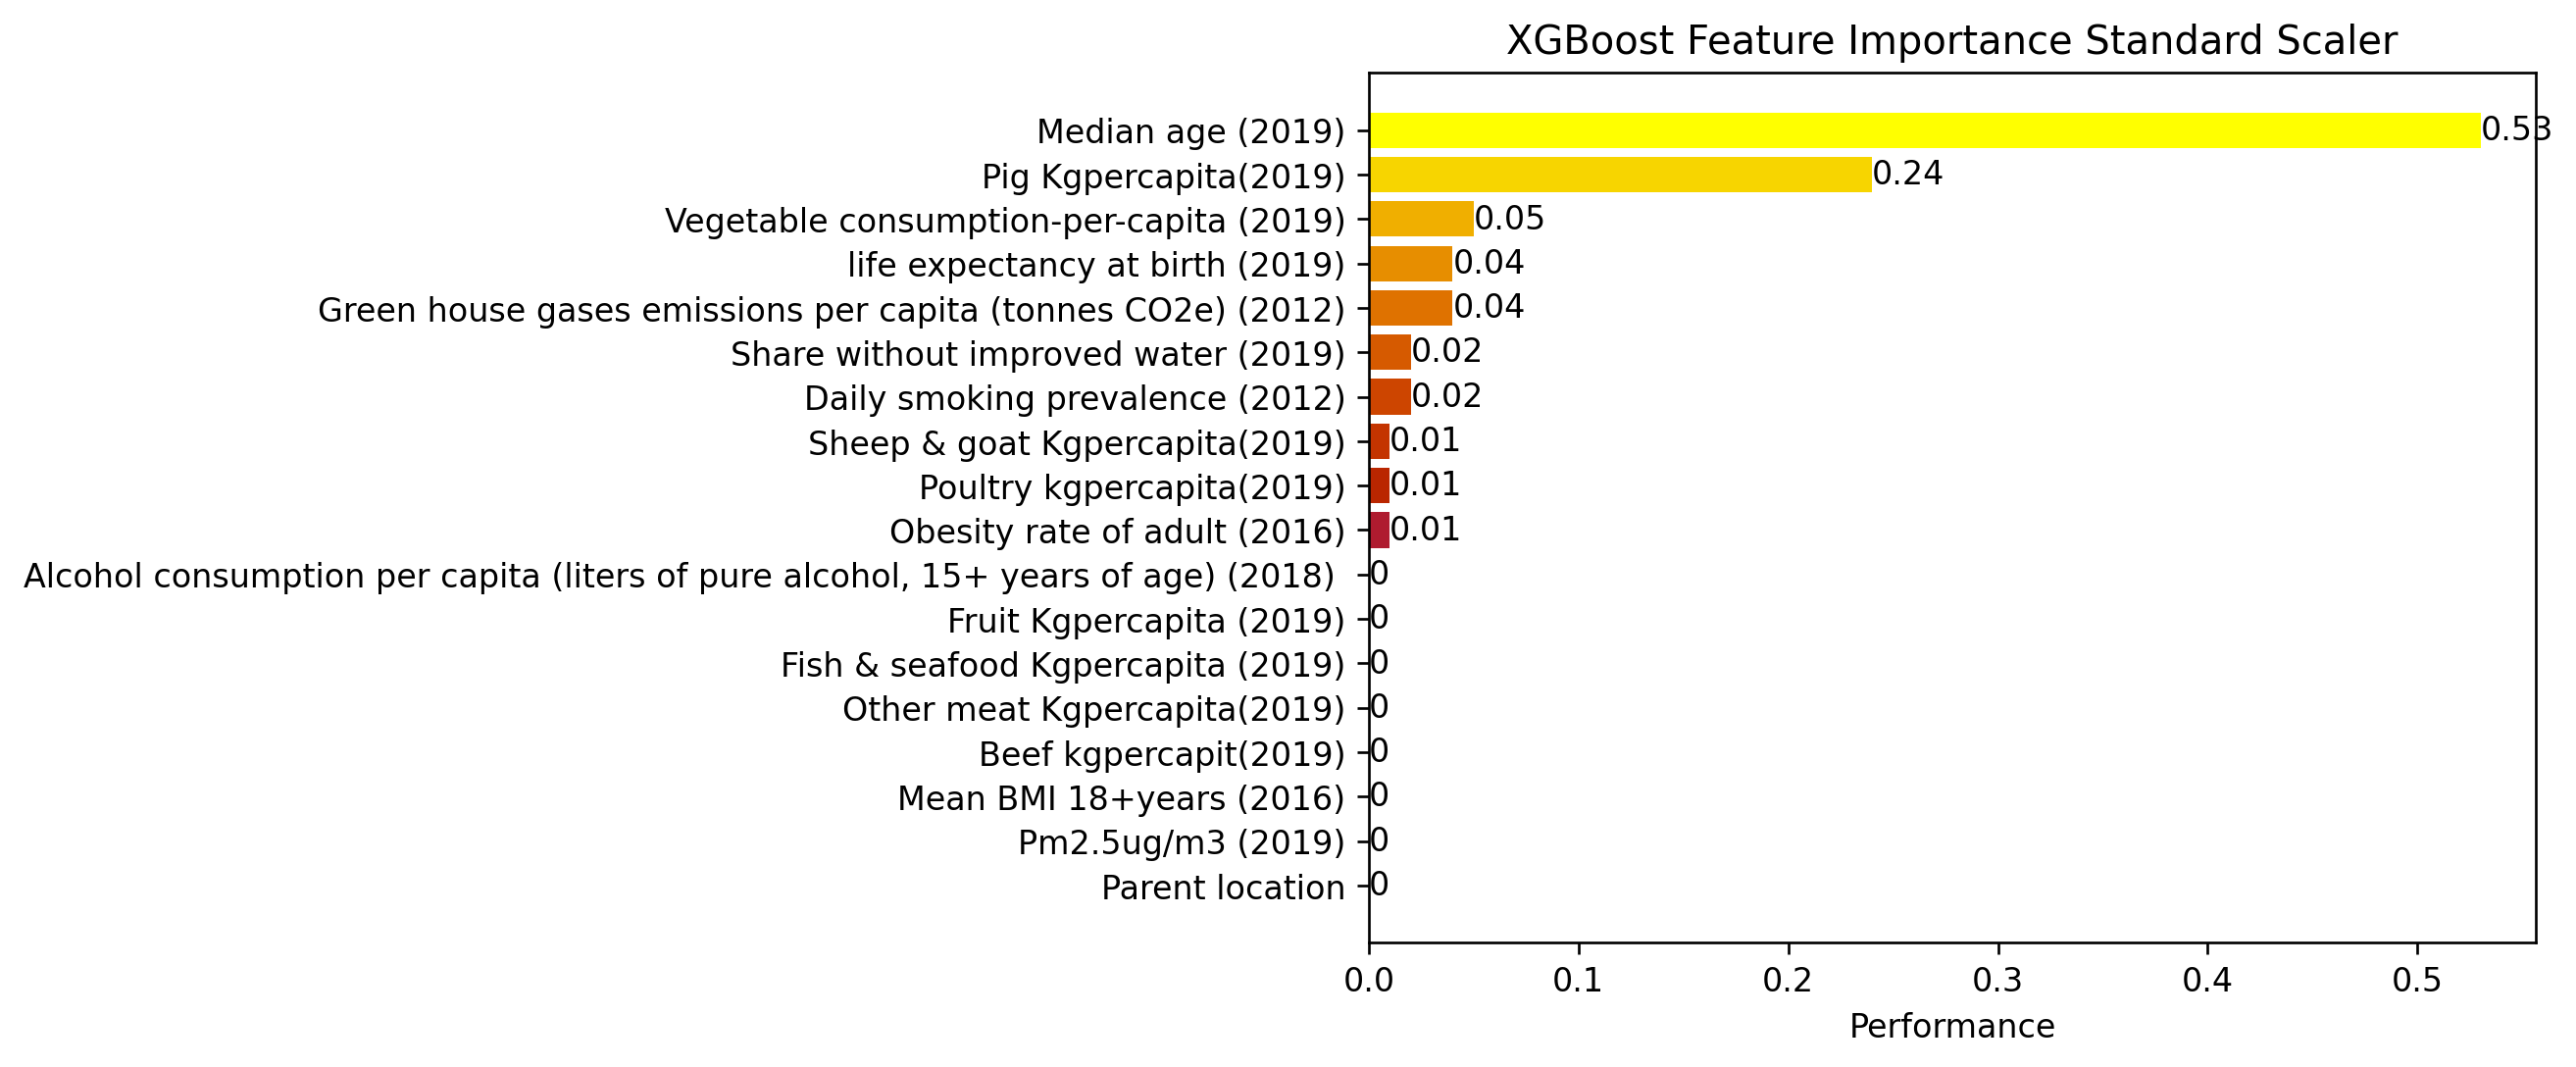 XGBoost Feature Importance Standard Scaler
Median age (2019) 0.53
Pig Kgpercapita(2019) 0.24
Vegetable consumption-per-capita (2019) 0.05
life expectancy at birth (2019) 0.04
Green house gases emissions per capita (tonnes CO2e) (2012) 0.04
Share without improved water (2019) 0.02
Daily smoking prevalence (2012) 0.02
Sheep & goat Kgpercapita(2019) 0.01
Poultry kgpercapita(2019) 0.01
Obesity rate of adult (2016) 0.01
Alcohol consumption per capita (liters of pure alcohol, 15+ years of age) (2018) 0
Fruit Kgpercapita (2019) 0
Fish & seafood Kgpercapita (2019) 0
Other meat Kgpercapita(2019) 0
Beef kgpercapit(2019) 0
Mean BMI 18+years (2016) 0
Pm2.5ug/m3 (2019) 0
Parent location 0
0.0 0.1 0.2 0.3 0.4 0.5
Performance